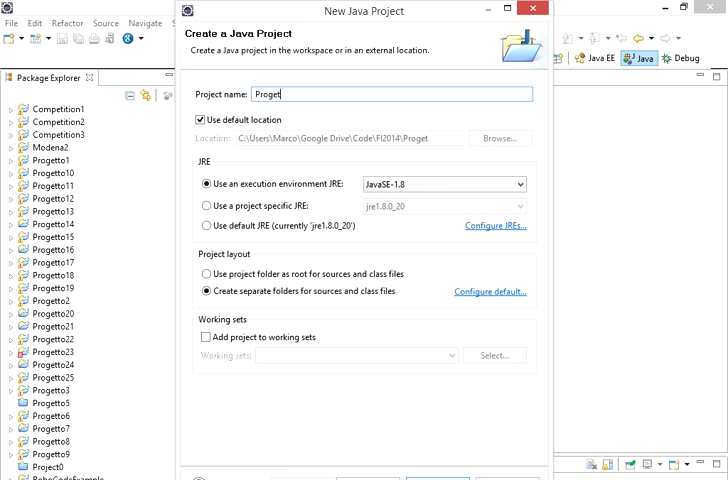 New Java Project
File Edit Refactor Source Navigate
Create a Java Project
Create a Java project in the workspace or in an external location.
Java EE Java Debug
Package Explorer
Project name: Proget
Use default location
Location: C:\Users\Marco\Google Drive\Code\FI2014\Proget Browse...
JRE
Use an execution environment JRE: JavaSE-1.8
Use a project specific JRE: jre1.8.0_20
Use default JRE (currently 'jre1.8.0_20') Configure JREs...
Project layout
Use project folder as root for sources and class files
Create separate folders for sources and class files Configure default...
Working sets
Add project to working sets
Working sets: Select...
Competition1
Competition2
Competition3
Modena2
Progetto1
Progetto10
Progetto11
Progetto12
Progetto13
Progetto14
Progetto15
Progetto16
Progetto17
Progetto18
Progetto19
Progetto2
Progetto20
Progetto21
Progetto22
Progetto23
Progetto24
Progetto25
Progetto3
Progetto5
Progetto6
Progetto7
Progetto8
Progetto9
Project0
RoboCodeExample